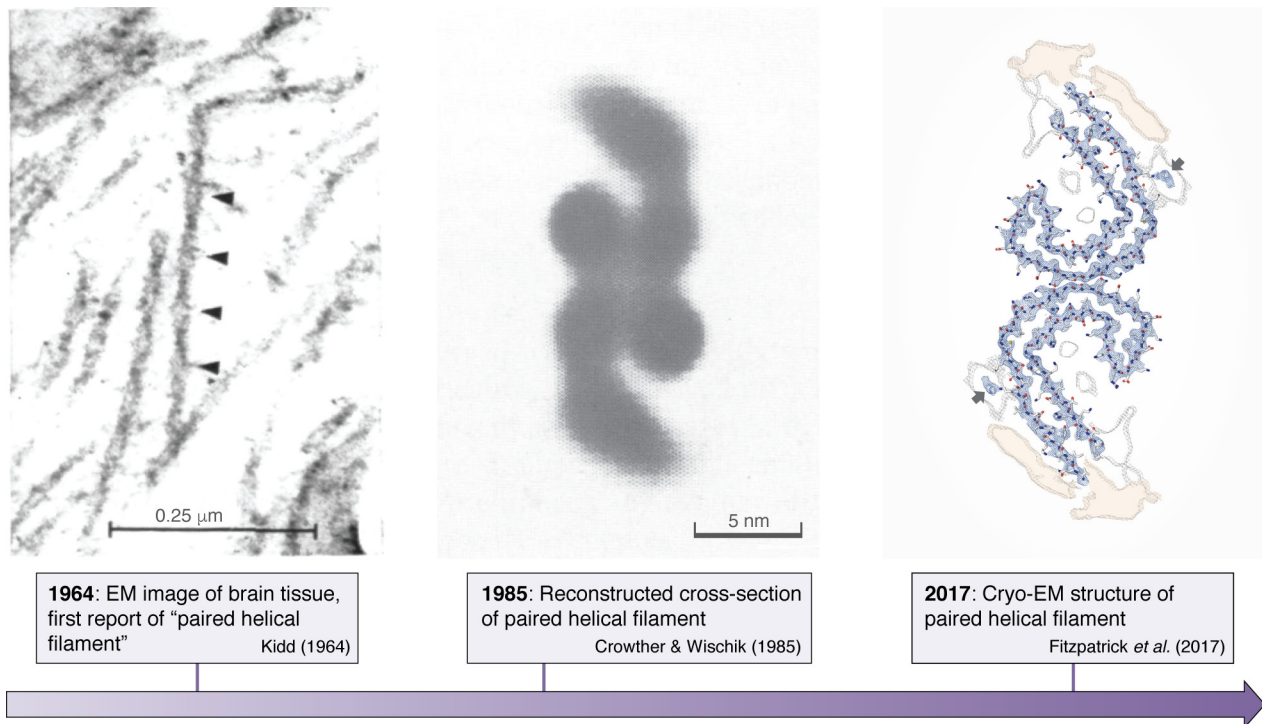 0.25 μm
5 nm
1964: EM image of brain tissue,
first report of “paired helical
filament”
Kidd (1964)
1985: Reconstructed cross-section
of paired helical filament
Crowther & Wischik (1985)
2017: Cryo-EM structure of
paired helical filament
Fitzpatrick et al. (2017)